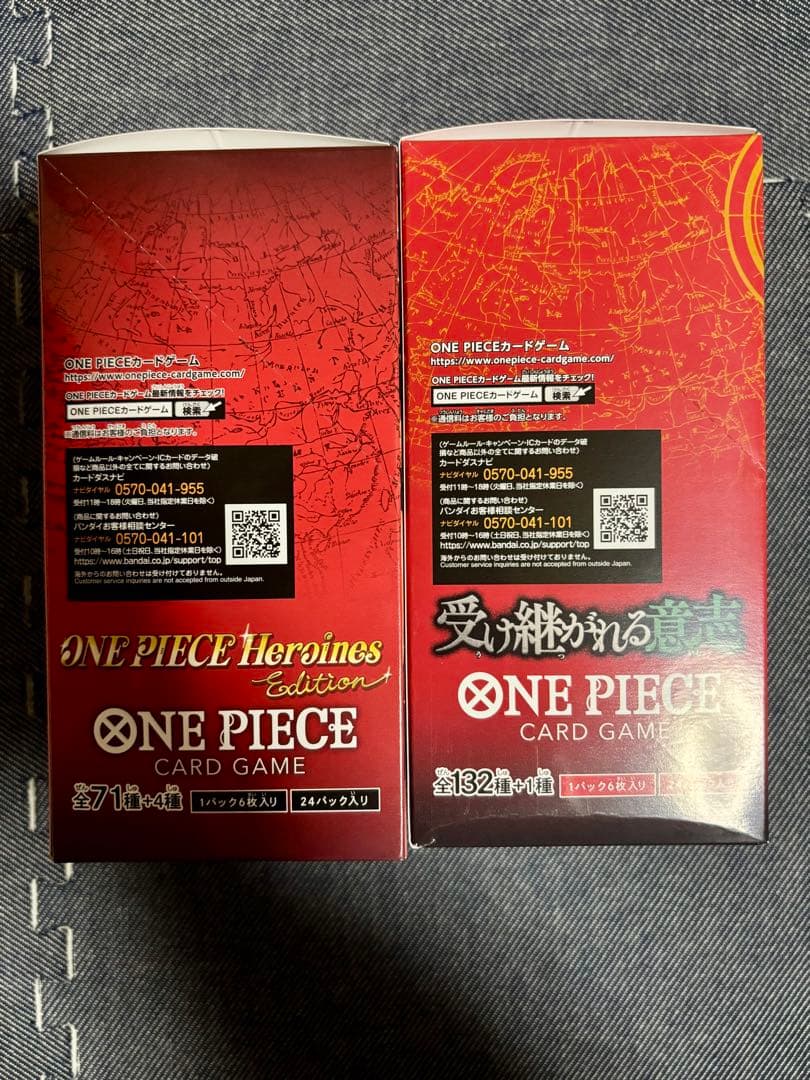 ONE PIECEカードゲーム
https://www.onepiece-cardgame.com/
ONE PIECEカードゲーム最新情報をチェック!
ONE PIECEカードゲーム 検索
※通信料はお客様のご負担となります。
(ゲームルール・キャンペーン・ICカードのデータ破
損など商品以外の全てに関するお問い合わせ)
カードダスナビ
ナビダイヤル 0570-041-955
受付11時~18時(火曜日、当社指定休業日を除く)
(商品に関するお問い合わせ)
バンダイお客様相談センター
ナビダイヤル 0570-041-101
受付10時~16時(土日祝日、当社指定休業日を除く)
https://www.bandai.co.jp/support/top
海外からのお問い合わせは受け付けておりません。
Customer service inquries are not accepted from outside Japan.
ONE PIECE Heroines
Edition
ONE PIECE
CARD GAME
全71種+4種 1パック6枚入り 24パック入り
ONE PIECEカードゲーム
https://www.onepiece-cardgame.com/
ONE PIECEカードゲーム最新情報をチェック!
ONE PIECEカードゲーム 検索
※通信料はお客様のご負担となります。
(ゲームルール・キャンペーン・ICカードのデータ破
損など商品以外の全てに関するお問い合わせ)
カードダスナビ
ナビダイヤル 0570-041-955
受付11時~18時(火曜日、当社指定休業日を除く)
(商品に関するお問い合わせ)
バンダイお客様相談センター
ナビダイヤル 0570-041-101
受付10時~16時(土日祝日、当社指定休業日を除く)
https://www.bandai.co.jp/support/top
海外からのお問い合わせは受け付けておりません。
Customer service inquiries are not accepted from outside Japan.
受け継がれる意志
ONE PIECE
CARD GAME
全132種+1種 1パック6枚入り